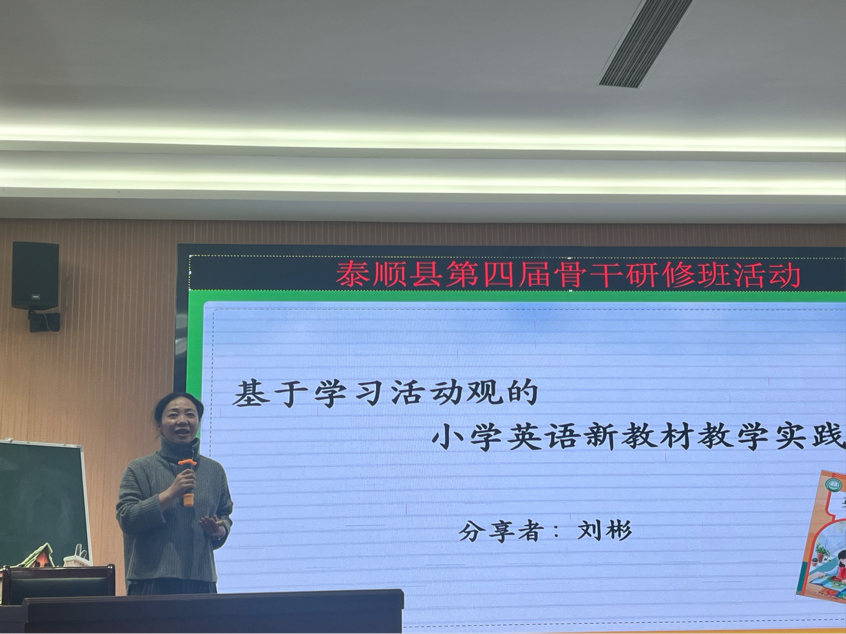 泰顺县第四届骨干研修班活动
基于学习活动观的
小学英语新教材教学实践
分享者：刘彬